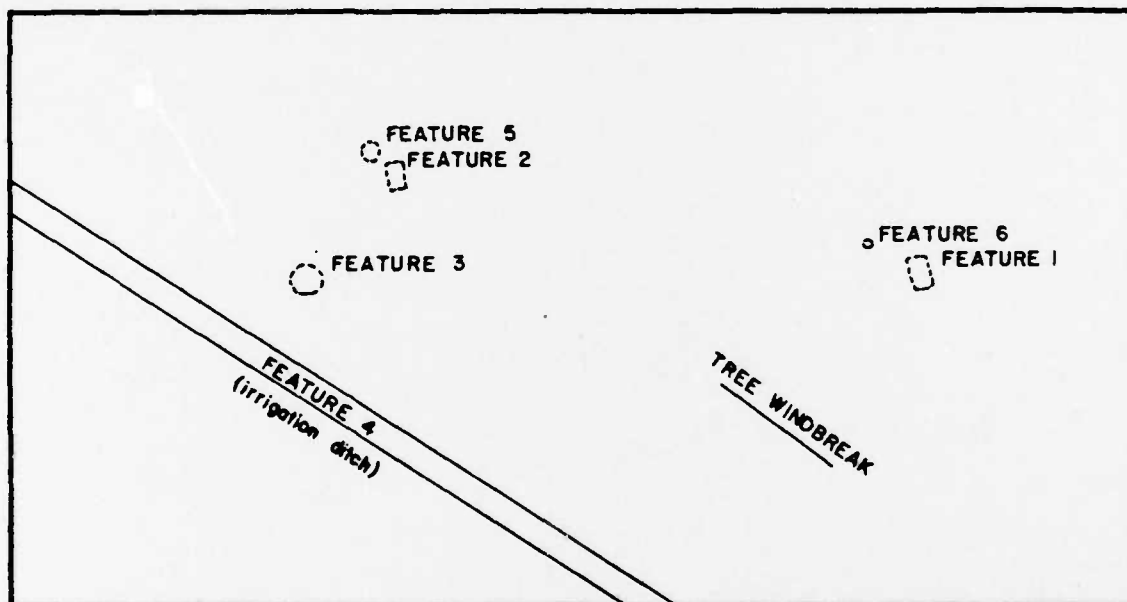 FEATURE 5
FEATURE 2
FEATURE 6
FEATURE 1
FEATURE 3
FEATURE 4
(irrigation ditch)
TREE WINDBREAK